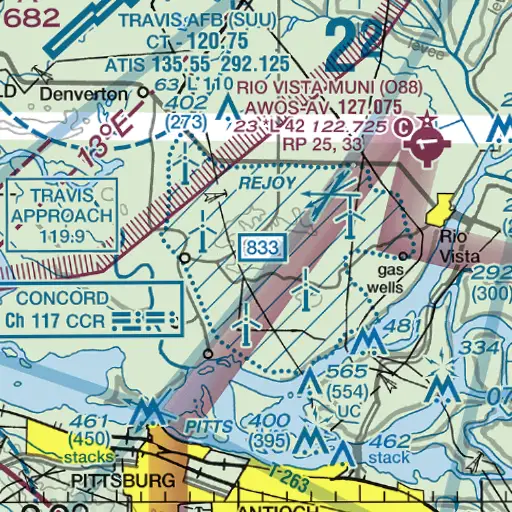 682
TRAVIS AFB (SUU)
CT - 120.75
ATIS 135.55 292.125
63 L 110
2²
levee
Denverton
402
(273)
RIO VISTA MUNI (O88)
AWOS-AV 127.075
23 *L 42 122.725
RP 25, 33
C
13°E
REJOY
TRAVIS
APPROACH
119.9
833
Rio
Vista
gas
wells
292
(300)
CONCORD
Ch 117 CCR
481
334
565
(554)
UC
07
461
(450)
stacks
PITTS
400
(395)
462
stack
T-263
PITTSBURG
ANTIOCH